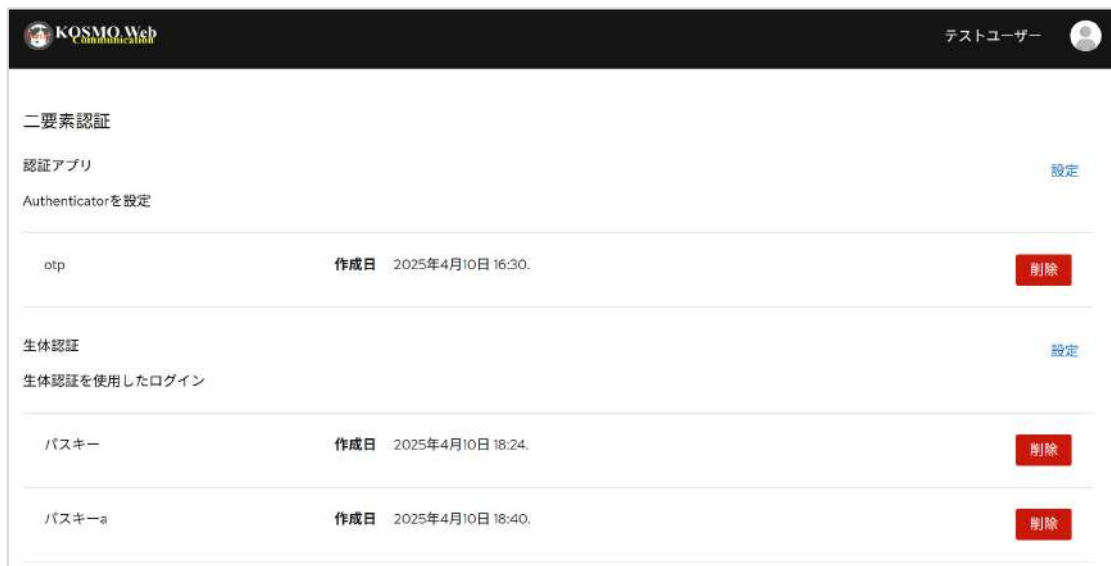 KOSMO.Web
Communication
テストユーザー
二要素認証
認証アプリ
設定
Authenticatorを設定
otp 作成日 2025年4月10日 16:30.
削除
生体認証
設定
生体認証を使用したログイン
パスキー 作成日 2025年4月10日 18:24.
削除
パスキーa 作成日 2025年4月10日 18:40.
削除